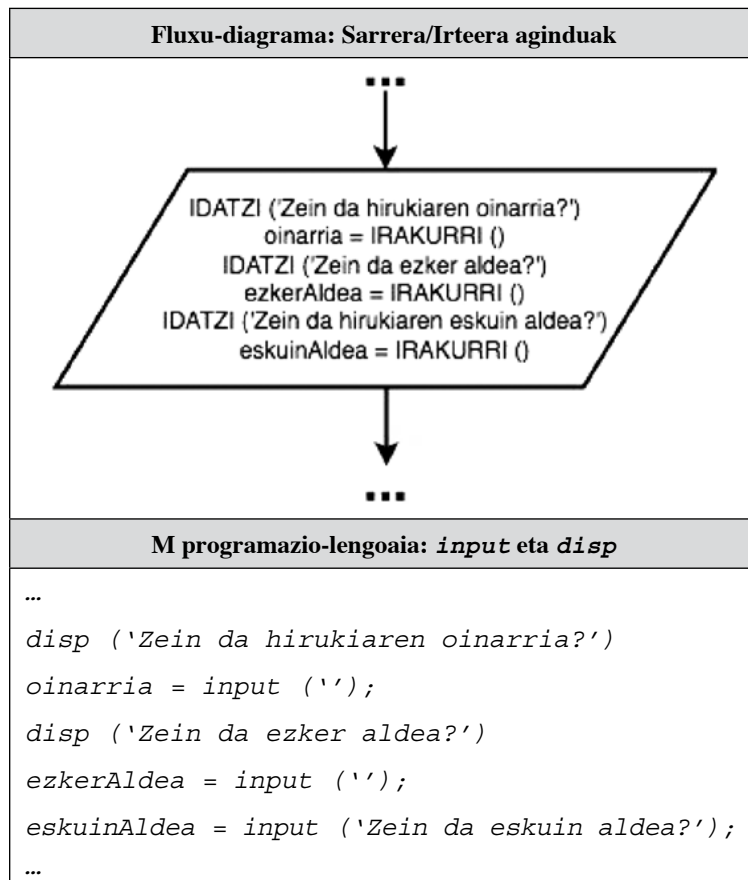 Fluxu-diagrama: Sarrera/Irteera aginduak
...
IDATZI ('Zein da hirukiaren oinarria?')
oinarria = IRAKURRI ()
IDATZI ('Zein da ezker aldea?')
ezkerAldea = IRAKURRI ()
IDATZI ('Zein da hirukiaren eskuin aldea?')
eskuinAldea = IRAKURRI ()
...
M programazio-lengoaia: input eta disp
…
disp (‘Zein da hirukiaren oinarria?’)
oinarria = input (‘’);
disp (‘Zein da ezker aldea?’)
ezkerAldea = input (‘’);
eskuinAldea = input (‘Zein da eskuin aldea?’);
…